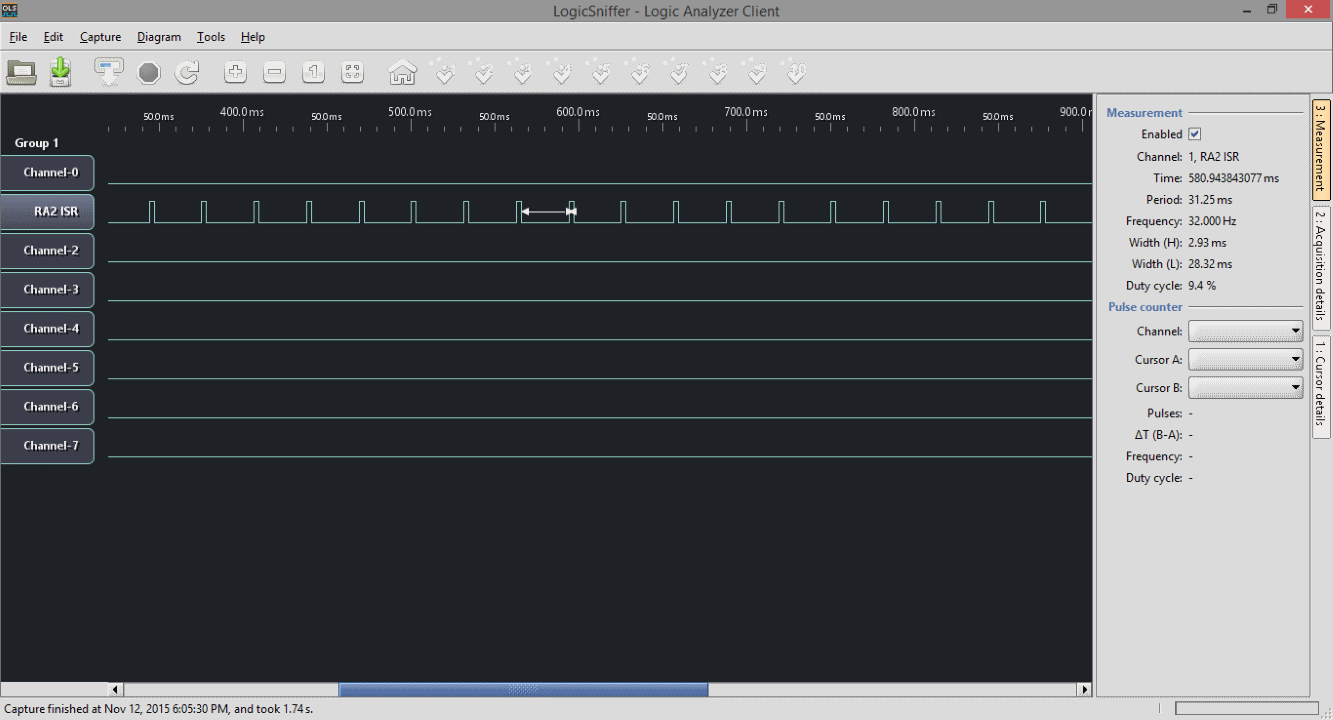 OLS
LogicSniffer - Logic Analyzer Client
File Edit Capture Diagram Tools Help
1
50.0ms 400.0ms 50.0ms 500.0ms 50.0ms 600.0ms 50.0ms 700.0ms 50.0ms 800.0ms 50.0ms 900.0m
Group 1
Channel-0
RA2 ISR
Channel-2
Channel-3
Channel-4
Channel-5
Channel-6
Channel-7
Measurement
Enabled
Channel: 1, RA2 ISR
Time: 580.943843077 ms
Period: 31.25 ms
Frequency: 32.000 Hz
Width (H): 2.93 ms
Width (L): 28.32 ms
Duty cycle: 9.4 %
Pulse counter
Channel:
Cursor A:
Cursor B:
Pulses: -
ΔT (B-A): -
Frequency: -
Duty cycle: -
3 : Measurement
2 : Acquisition details
1 : Cursor details
Capture finished at Nov 12, 2015 6:05:30 PM, and took 1.74 s.